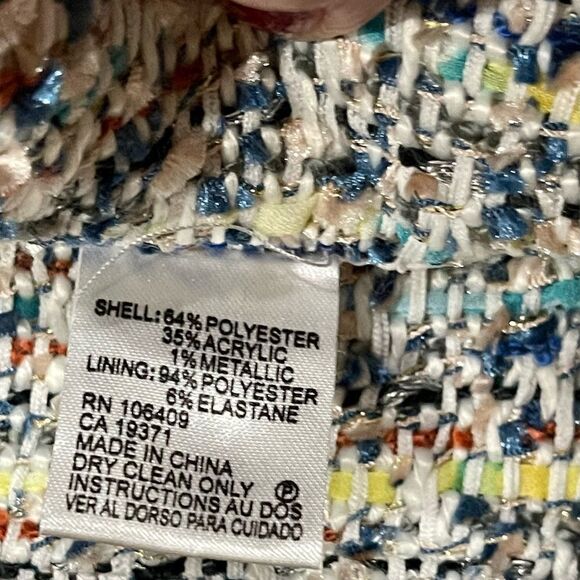 SHELL: 64% POLYESTER
35% ACRYLIC
1% METALLIC
LINING: 94% POLYESTER
6% ELASTANE
RN 106409
CA 19371
MADE IN CHINA
DRY CLEAN ONLY Ⓟ
INSTRUCTIONS AU DOS
VER AL DORSO PARA CUIDADO